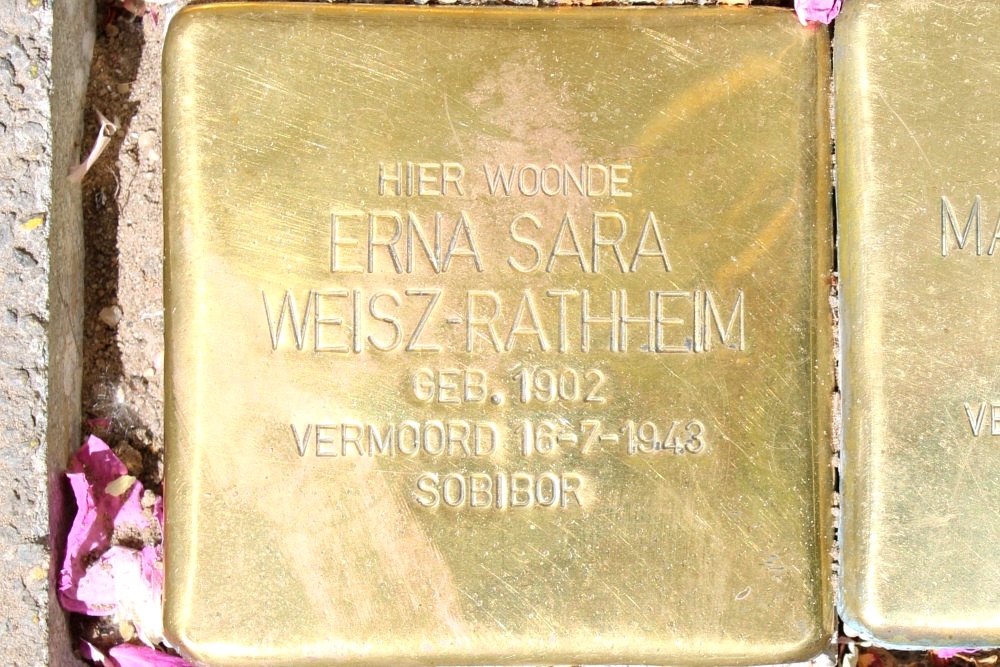 HIER WOONDE
ERNA SARA
WEISZ-RATHHEIM
GEB. 1902
VERMOORD 16-7-1943
SOBIBOR